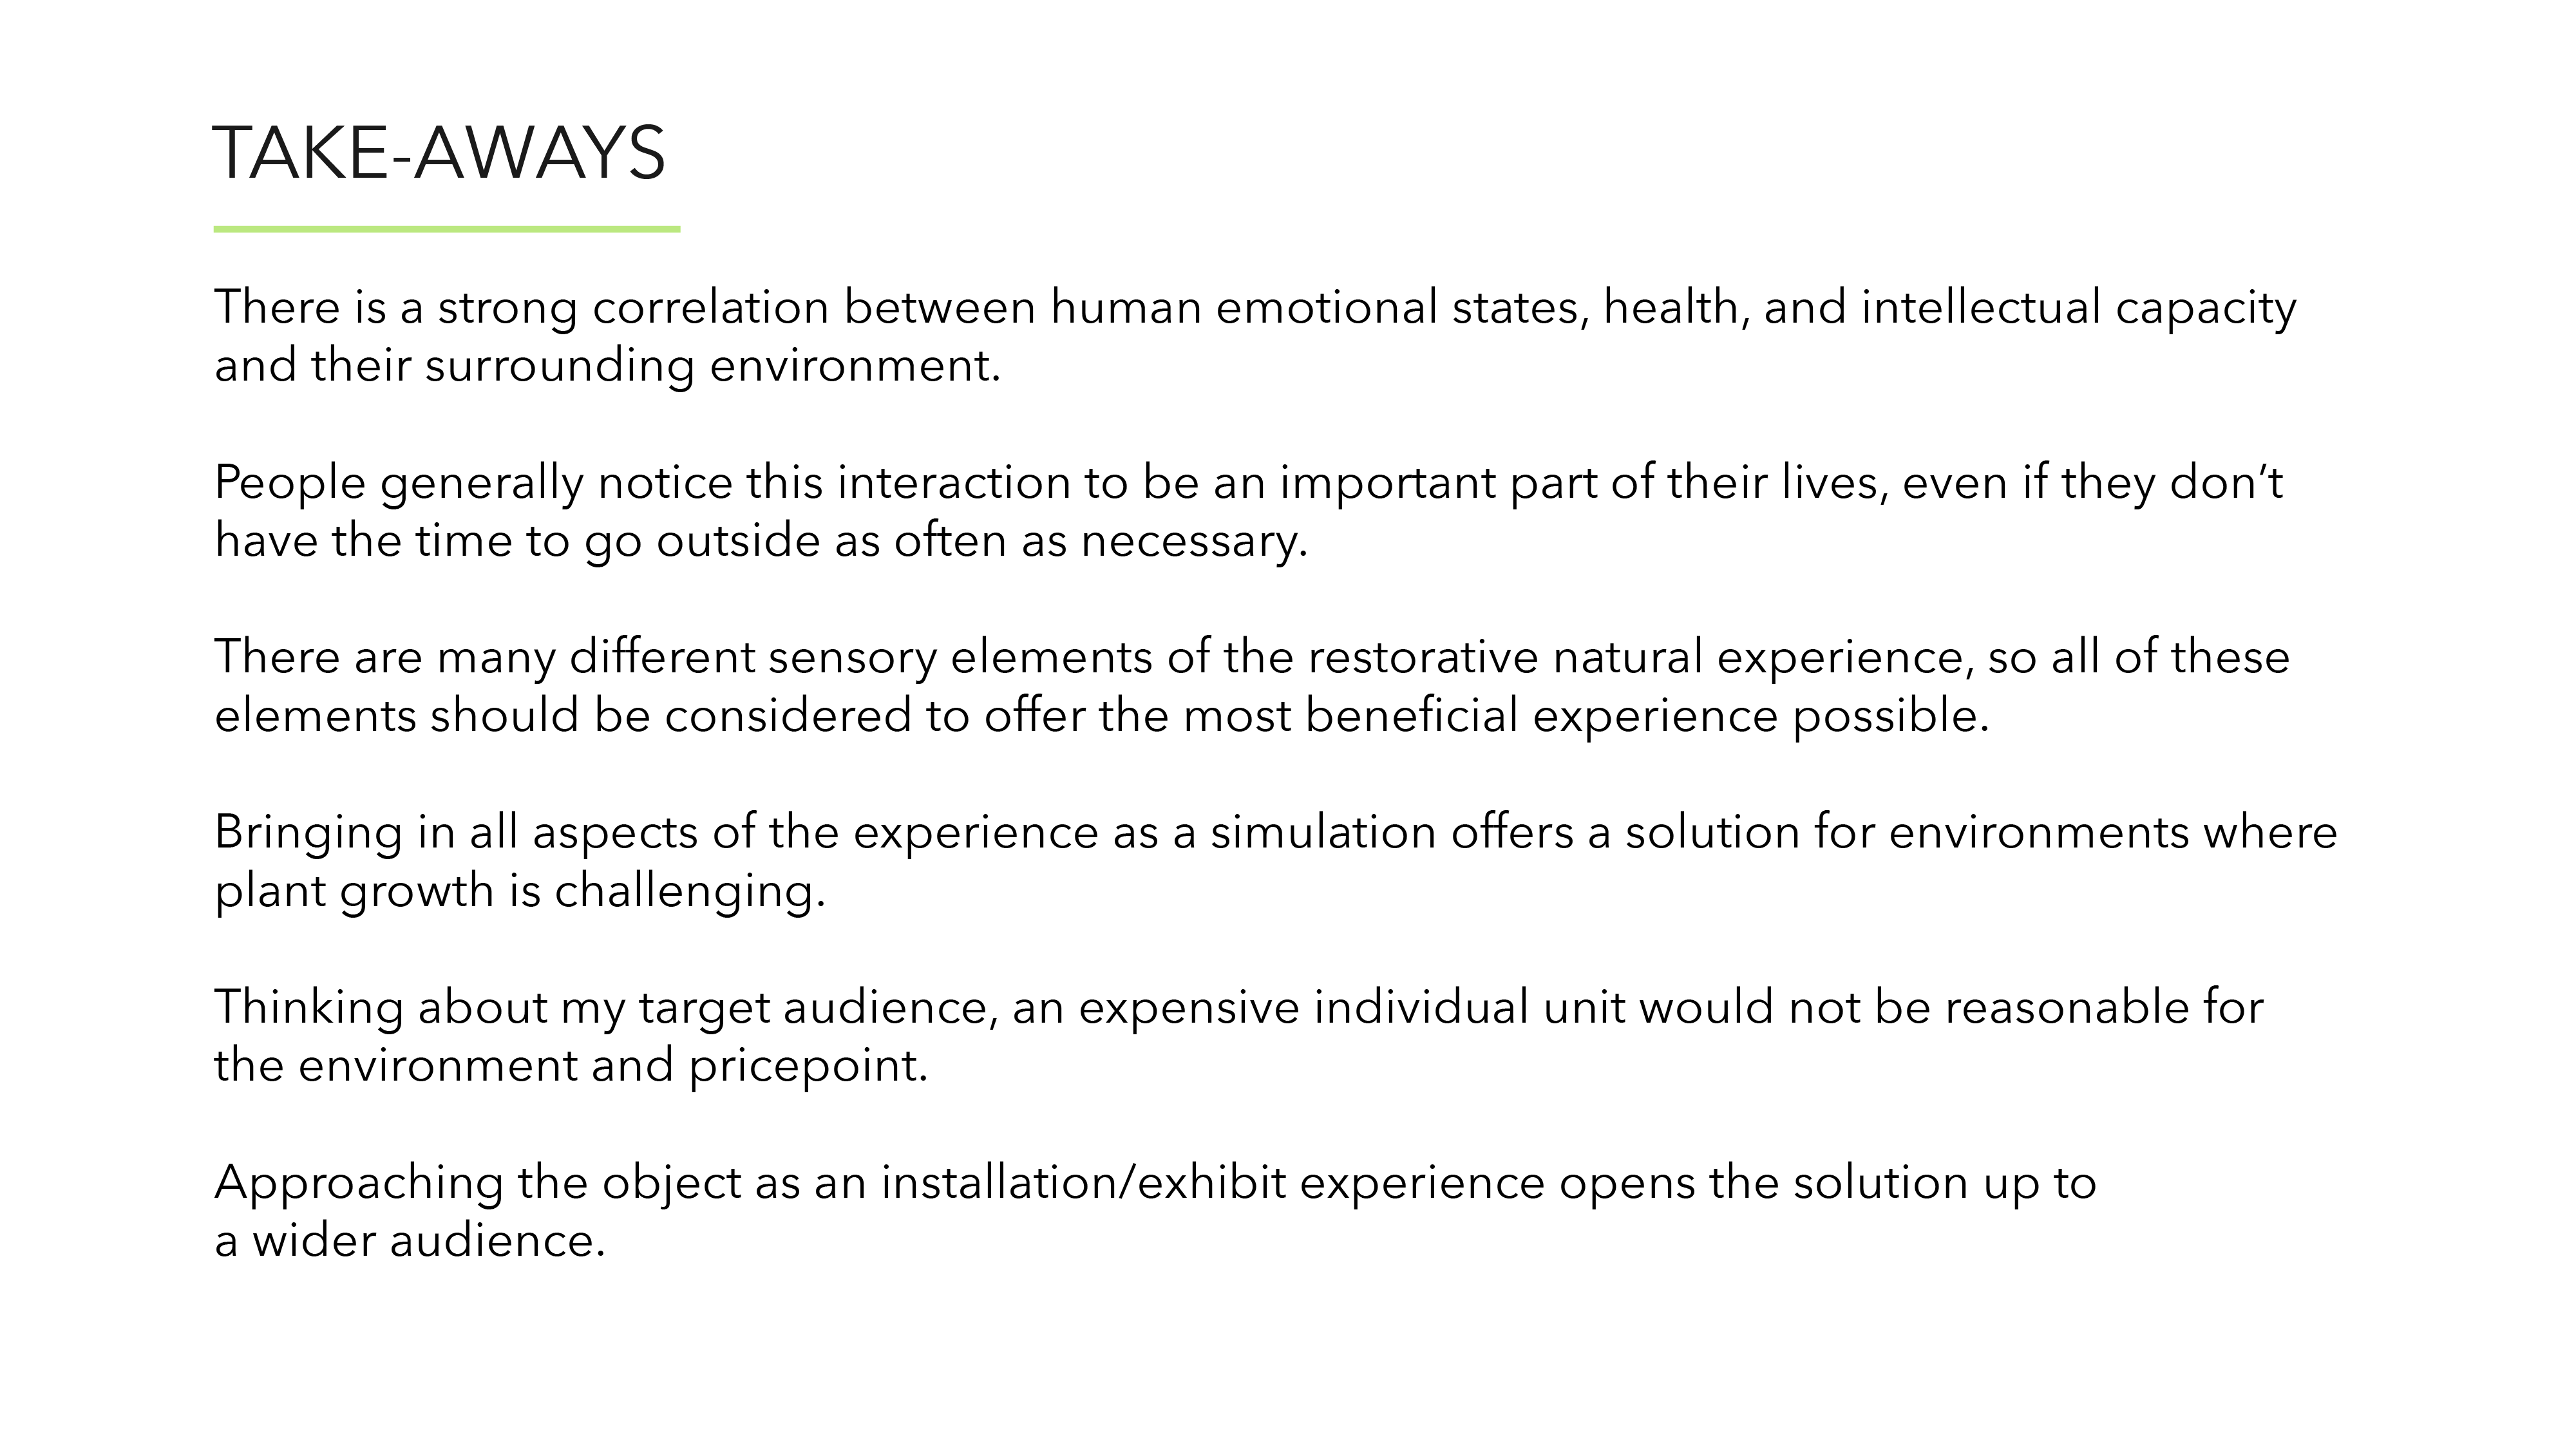 TAKE-AWAYS
There is a strong correlation between human emotional states, health, and intellectual capacity
and their surrounding environment.
People generally notice this interaction to be an important part of their lives, even if they don’t
have the time to go outside as often as necessary.
There are many different sensory elements of the restorative natural experience, so all of these
elements should be considered to offer the most beneficial experience possible.
Bringing in all aspects of the experience as a simulation offers a solution for environments where
plant growth is challenging.
Thinking about my target audience, an expensive individual unit would not be reasonable for
the environment and pricepoint.
Approaching the object as an installation/exhibit experience opens the solution up to
a wider audience.